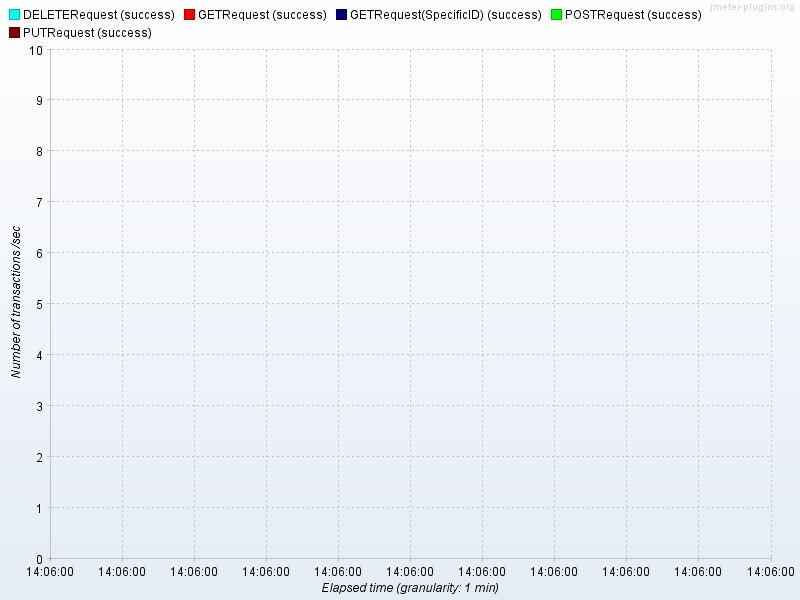 DELETERequest (success) GETRequest (success) GETRequest(SpecificID) (success) POSTRequest (success) jmeter-plugins.org
PUTRequest (success)
10
9
8
7
6
5
4
3
2
1
0
Number of transactions /sec
14:06:00 14:06:00 14:06:00 14:06:00 14:06:00 14:06:00 14:06:00 14:06:00 14:06:00 14:06:00 14:06:00
Elapsed time (granularity: 1 min)